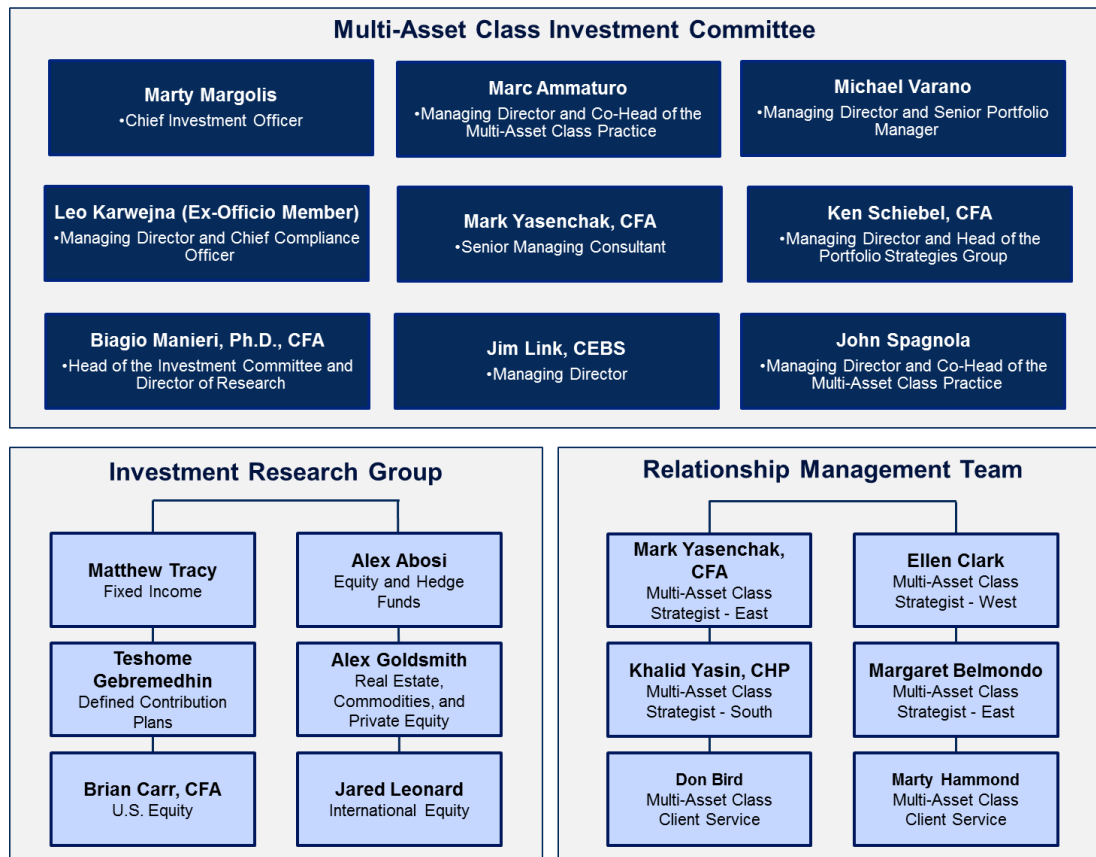 Multi-Asset Class Investment Committee
Marty Margolis
•Chief Investment Officer
Marc Ammaturo
•Managing Director and Co-Head of the
Multi-Asset Class Practice
Michael Varano
•Managing Director and Senior Portfolio
Manager
Leo Karwejna (Ex-Officio Member)
•Managing Director and Chief Compliance
Officer
Mark Yasenchak, CFA
•Senior Managing Consultant
Ken Schiebel, CFA
•Managing Director and Head of the
Portfolio Strategies Group
Biagio Manieri, Ph.D., CFA
•Head of the Investment Committee and
Director of Research
Jim Link, CEBS
•Managing Director
John Spagnola
•Managing Director and Co-Head of the
Multi-Asset Class Practice
Investment Research Group
Matthew Tracy
Fixed Income
Alex Abosi
Equity and Hedge
Funds
Teshome
Gebremedhin
Defined Contribution
Plans
Alex Goldsmith
Real Estate,
Commodities, and
Private Equity
Brian Carr, CFA
U.S. Equity
Jared Leonard
International Equity
Relationship Management Team
Mark Yasenchak,
CFA
Multi-Asset Class
Strategist - East
Ellen Clark
Multi-Asset Class
Strategist - West
Khalid Yasin, CHP
Multi-Asset Class
Strategist - South
Margaret Belmondo
Multi-Asset Class
Strategist - East
Don Bird
Multi-Asset Class
Client Service
Marty Hammond
Multi-Asset Class
Client Service